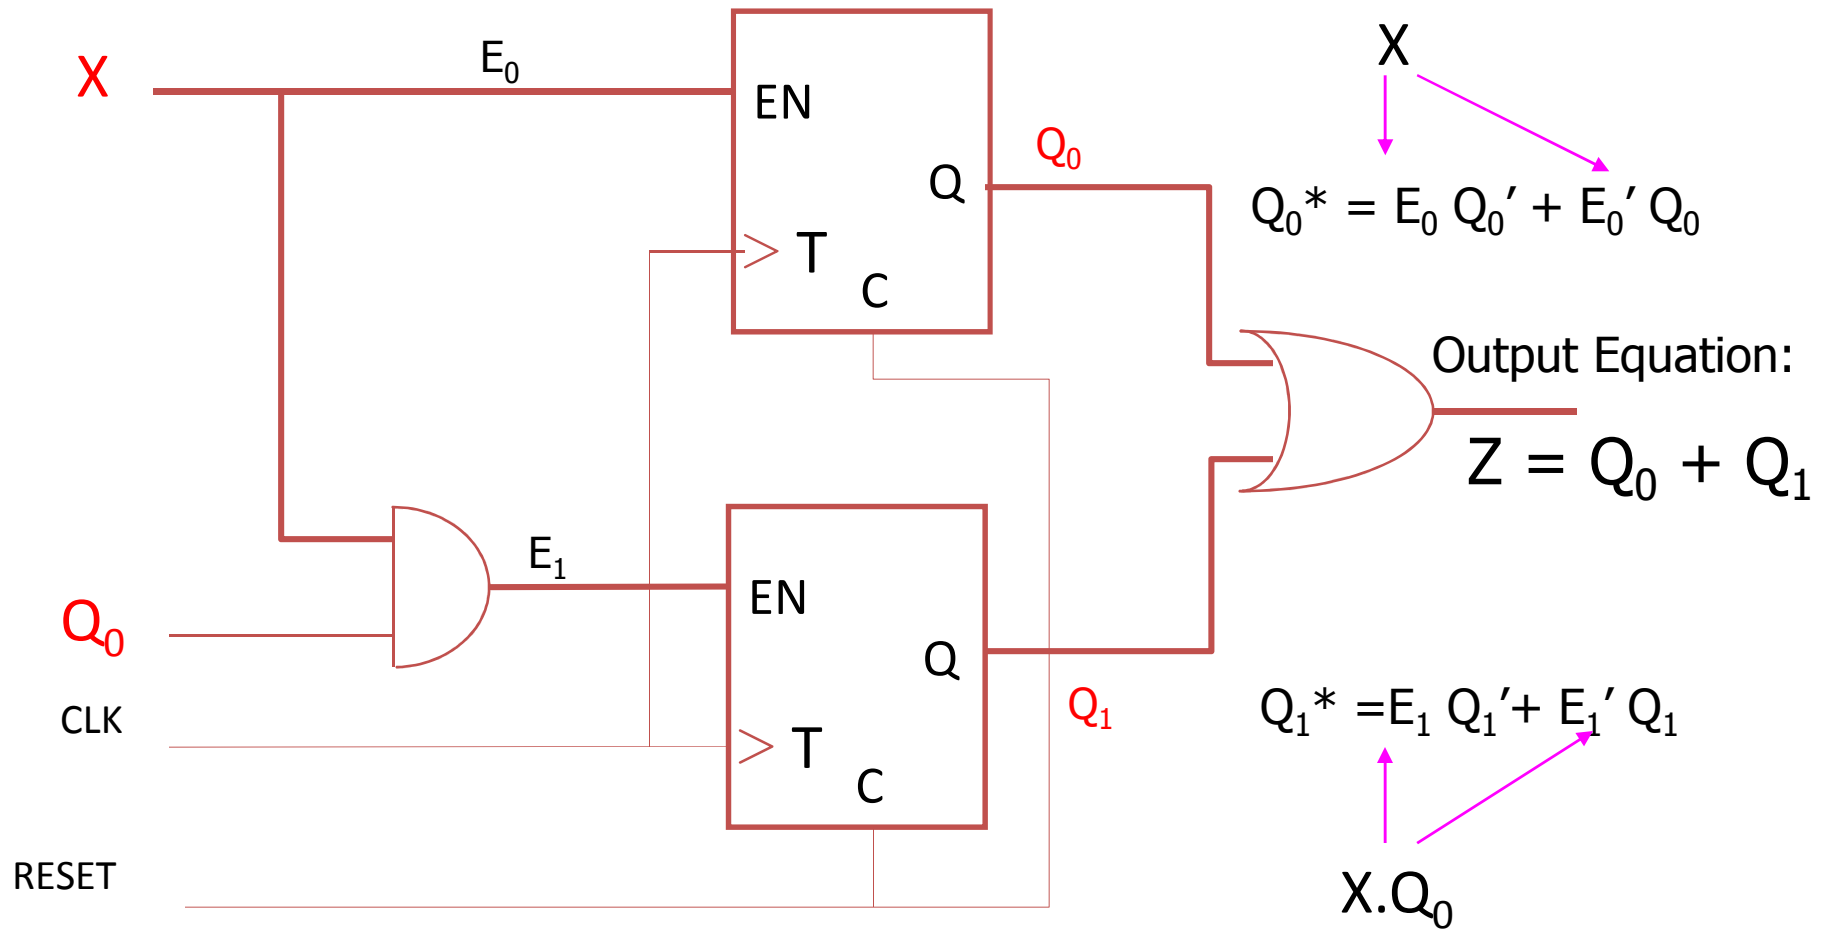 X
E₀
EN
Q
T
C
Q₀
X
Q₀* = E₀ Q₀′ + E₀′ Q₀
Output Equation:
Z = Q₀ + Q₁
E₁
Q₀
EN
Q
T
C
Q₁
CLK
RESET
Q₁* =E₁ Q₁′+ E₁′ Q₁
X.Q₀